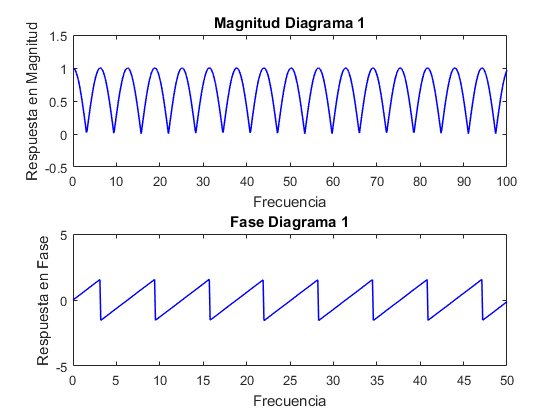 Magnitud Diagrama 1
Respuesta en Magnitud
1.5
1
0.5
0
-0.5
0 10 20 30 40 50 60 70 80 90 100
Frecuencia
Fase Diagrama 1
Respuesta en Fase
5
0
-5
0 5 10 15 20 25 30 35 40 45 50
Frecuencia